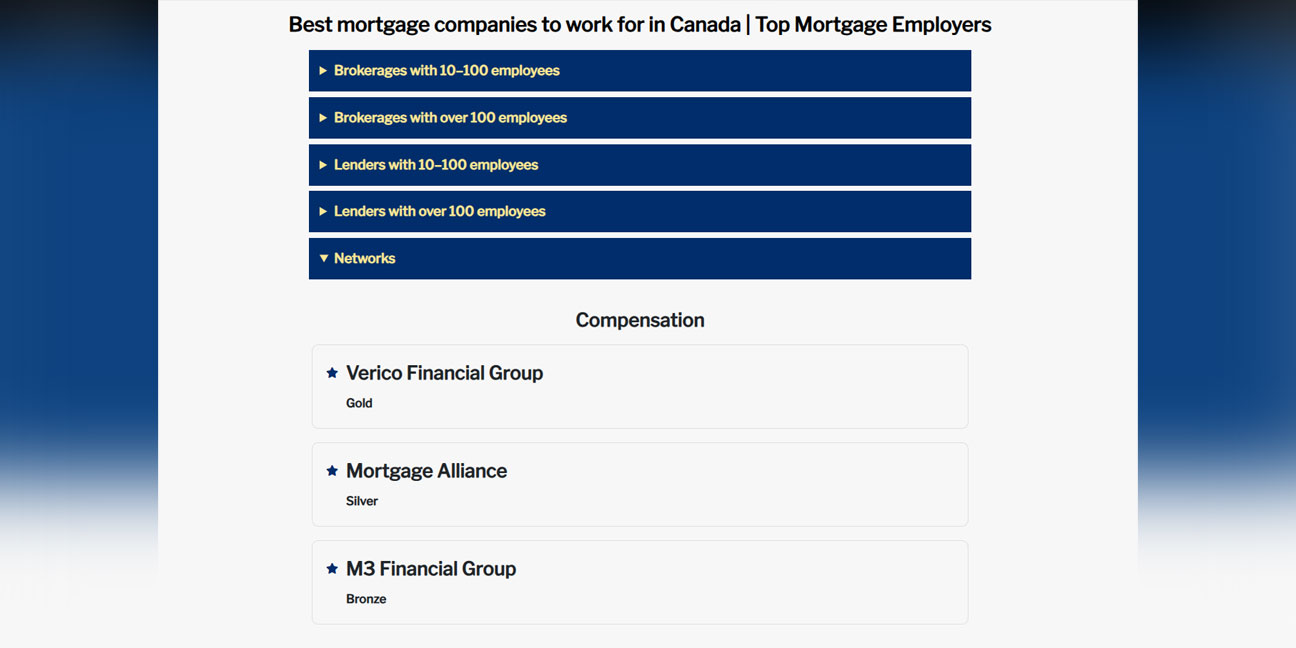 Best mortgage companies to work for in Canada | Top Mortgage Employers
Brokerages with 10–100 employees
Brokerages with over 100 employees
Lenders with 10–100 employees
Lenders with over 100 employees
Networks
Compensation
Verico Financial Group
Gold
Mortgage Alliance
Silver
M3 Financial Group
Bronze